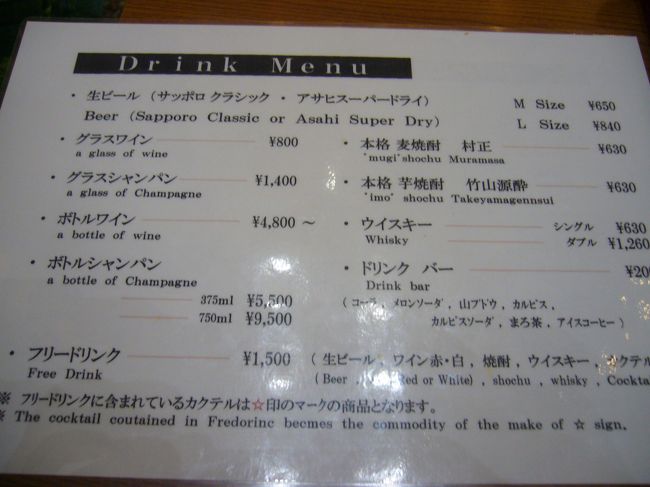 Drink Menu
・ 生ビール （サッポロ クラシック ・ アサヒスーパードライ） M Size ¥650
Beer (Sapporo Classic or Asahi Super Dry) L Size ¥840
・ グラスワイン ¥800
a glass of wine
・ グラスシャンパン ¥1,400
a glass of Champagne
・ ボトルワイン ¥4,800 ～
a bottle of wine
・ ボトルシャンパン
a bottle of Champagne
375ml ¥5,500
750ml ¥9,500
・ 本格 麦焼酎 村正 ¥630
'mugi' shochu Muramasa
・ 本格 芋焼酎 竹山源酔 ¥630
'imo' shochu Takeyamagennsui
・ ウイスキー シングル ¥630
Whisky ダブル ¥1,260
・ ドリンク バー
Drink bar
（ コーラ , メロンソーダ , 山ブドウ , カルピス ,
カルピスソーダ , まろ茶 , アイスコーヒー ）
・ フリードリンク ¥1,500 （ 生ビール , ワイン赤・白 , 焼酎 , ウイスキー ,
Free Drink ( Beer , Red or White) , shochu , whisky ,
※ フリードリンクに含まれているカクテルは☆印のマークの商品となります。
※ The cocktail coutained in Fredorinc becmes the commodity of the make of ☆ sign.